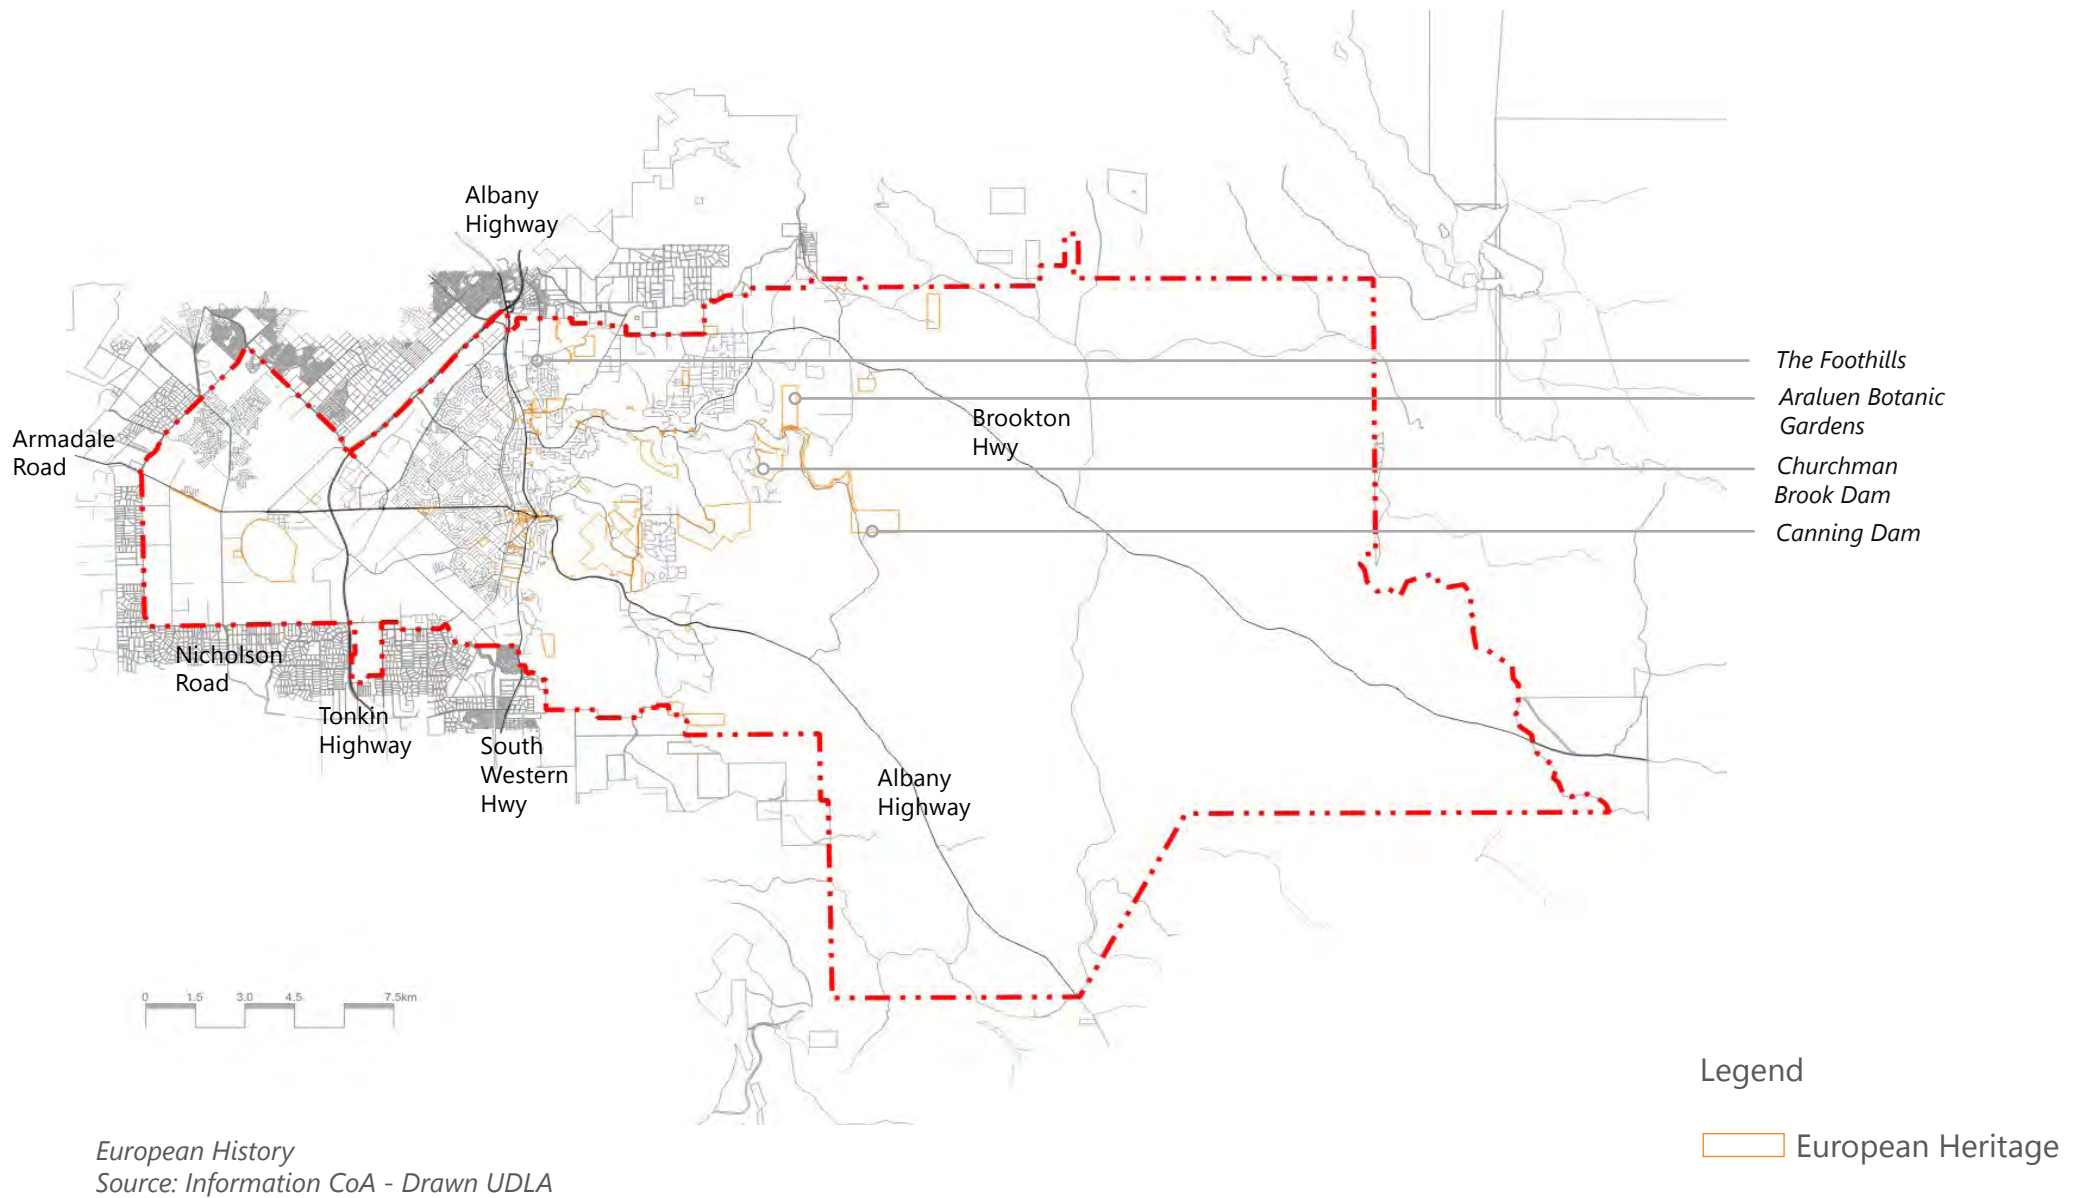 Albany
Highway
The Foothills
Araluen Botanic
Gardens
Brookton
Hwy
Armadale
Road
Churchman
Brook Dam
Canning Dam
Nicholson
Road
Tonkin
Highway
South
Western
Hwy
Albany
Highway
0 1.5 3.0 4.5 7.5km
Legend
European Heritage
European History
Source: Information CoA - Drawn UDLA